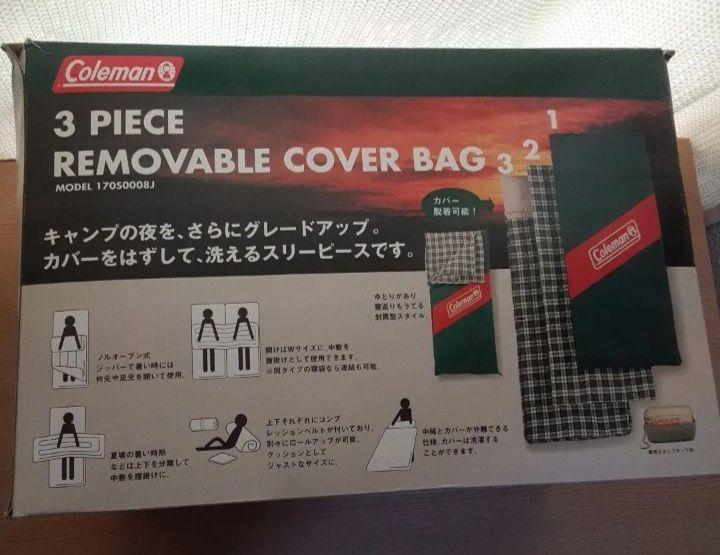 Coleman
3 PIECE
REMOVABLE COVER BAG
MODEL 170S0008J
3 2 1
キャンプの夜を、さらにグレードアップ。
カバーをはずして、洗えるスリーピースです。
カバー
脱着可能！
Coleman
Coleman
ゆとりがあり
寝返りもうてる
封筒型スタイル。
フルオープン式
ジッパーで暑い時には
衿元や足元を開いて使用。
開けばWサイズに、中敷を
腹掛けとして使用できます。
※同タイプの寝袋なら連結も可能。
夏場の暑い時期
などは上下を分離して
中敷を腹掛けに。
上下それぞれにコンプ
レッションベルトが付いており、
別々にロールアップが可能。
クッションとして
ジャストなサイズに。
中綿とカバーが分離できる
仕様。カバーは洗濯する
ことができます。
Coleman